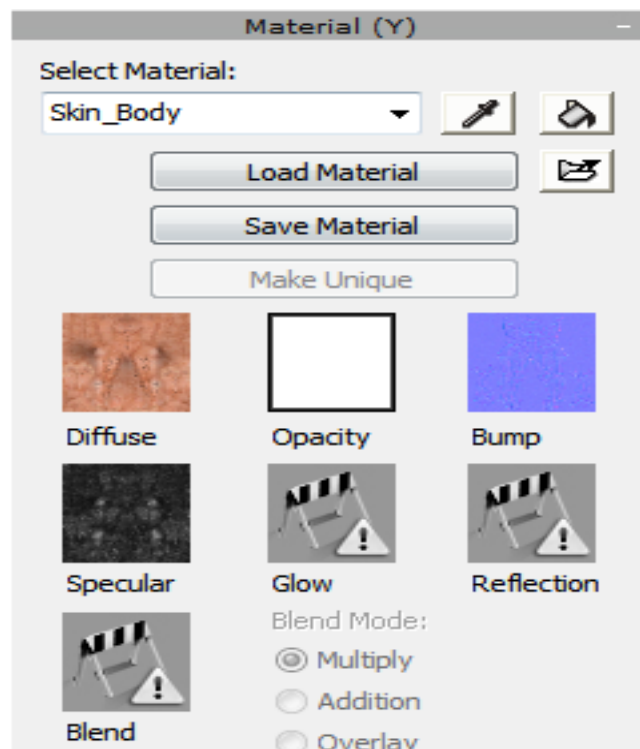 Material (Y)
Select Material:
Skin_Body
Load Material
Save Material
Make Unique
Diffuse Opacity Bump
Specular Glow Reflection
Blend Mode:
Multiply
Addition
Blend
Overlay